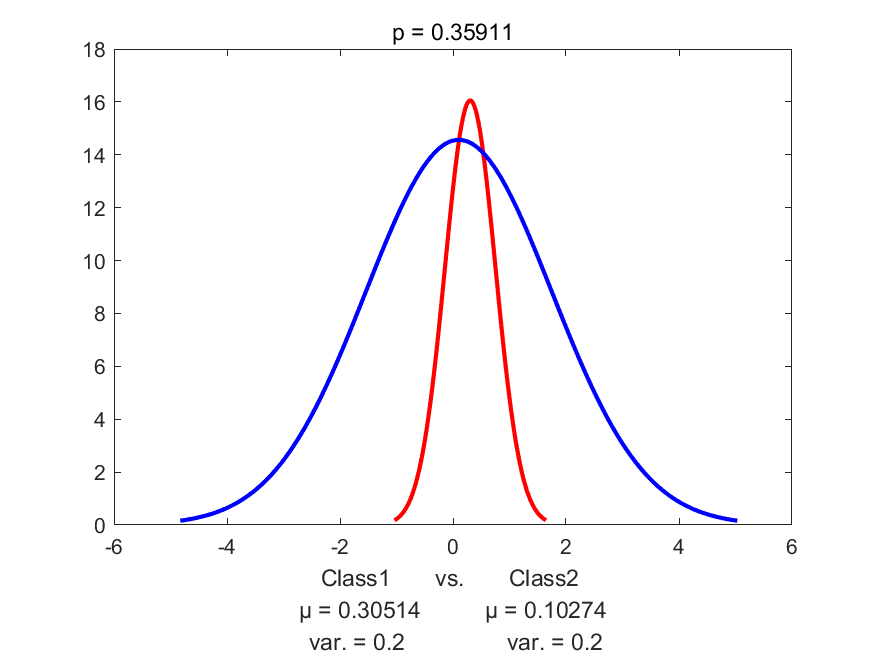 p = 0.35911
18
16
14
12
10
8
6
4
2
0
-6 -4 -2 0 2 4 6
Class1 vs. Class2
μ = 0.30514 μ = 0.10274
var. = 0.2 var. = 0.2